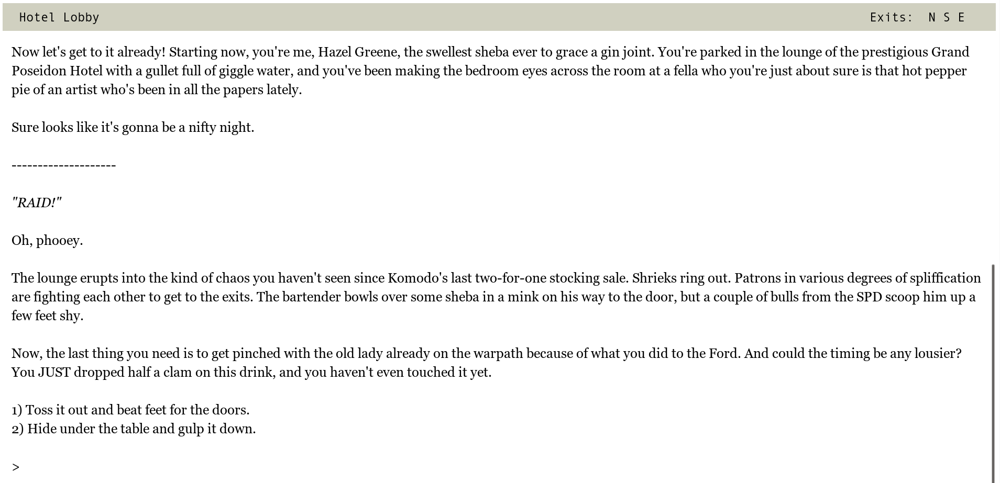 Hotel Lobby Exits: N S E
Now let's get to it already! Starting now, you're me, Hazel Greene, the swellest sheba ever to grace a gin joint. You're parked in the lounge of the prestigious Grand
Poseidon Hotel with a gullet full of giggle water, and you've been making the bedroom eyes across the room at a fella who you're just about sure is that hot pepper
pie of an artist who's been in all the papers lately.
Sure looks like it's gonna be a nifty night.
--------------------
"RAID!"
Oh, phooey.
The lounge erupts into the kind of chaos you haven't seen since Komodo's last two-for-one stocking sale. Shrieks ring out. Patrons in various degrees of spliffication
are fighting each other to get to the exits. The bartender bowls over some sheba in a mink on his way to the door, but a couple of bulls from the SPD scoop him up a
few feet shy.
Now, the last thing you need is to get pinched with the old lady already on the warpath because of what you did to the Ford. And could the timing be any lousier?
You JUST dropped half a clam on this drink, and you haven't even touched it yet.
1) Toss it out and beat feet for the doors.
2) Hide under the table and gulp it down.
>